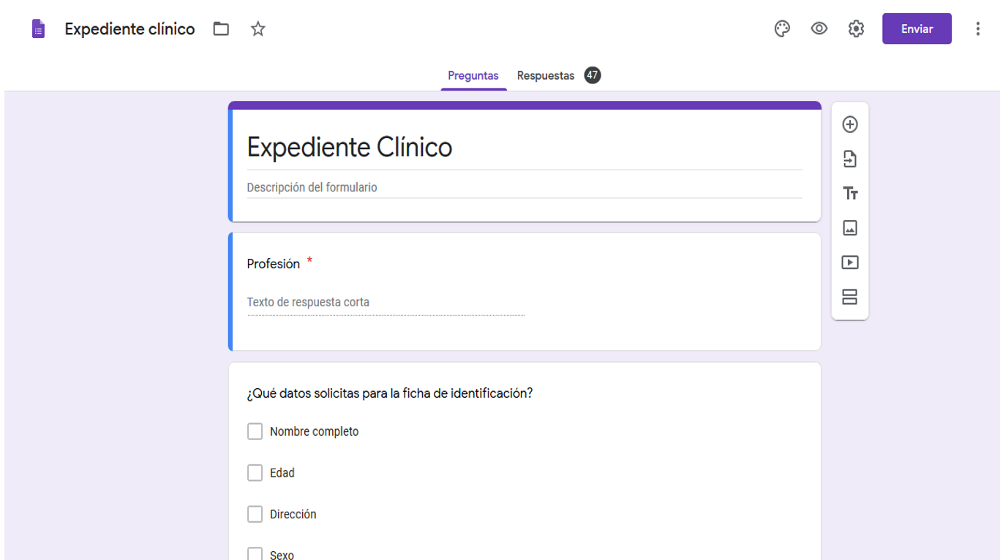 Expediente clínico
Enviar
Preguntas Respuestas 47
Expediente Clínico
Descripción del formulario
Profesión *
Texto de respuesta corta
¿Qué datos solicitas para la ficha de identificación?
Nombre completo
Edad
Dirección
Sexo